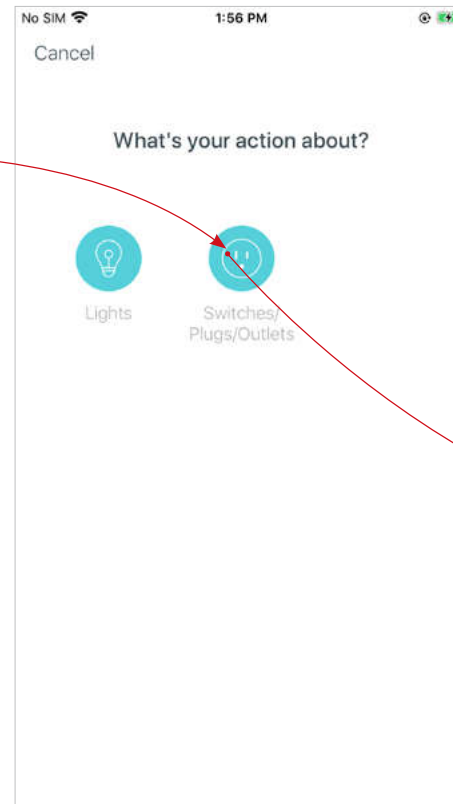 No SIM 1:56 PM
Cancel
What's your action about?
Lights
Switches/
Plugs/Outlets